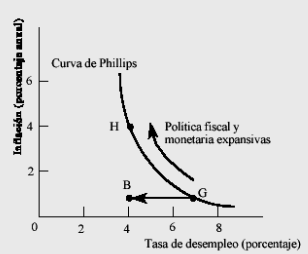 Inflación (porcentaje anual)
Curva de Phillips
6
4
2
H
Política fiscal y
monetaria expansivas
B
G
0
2
4
6
8
Tasa de desempleo (porcentaje)